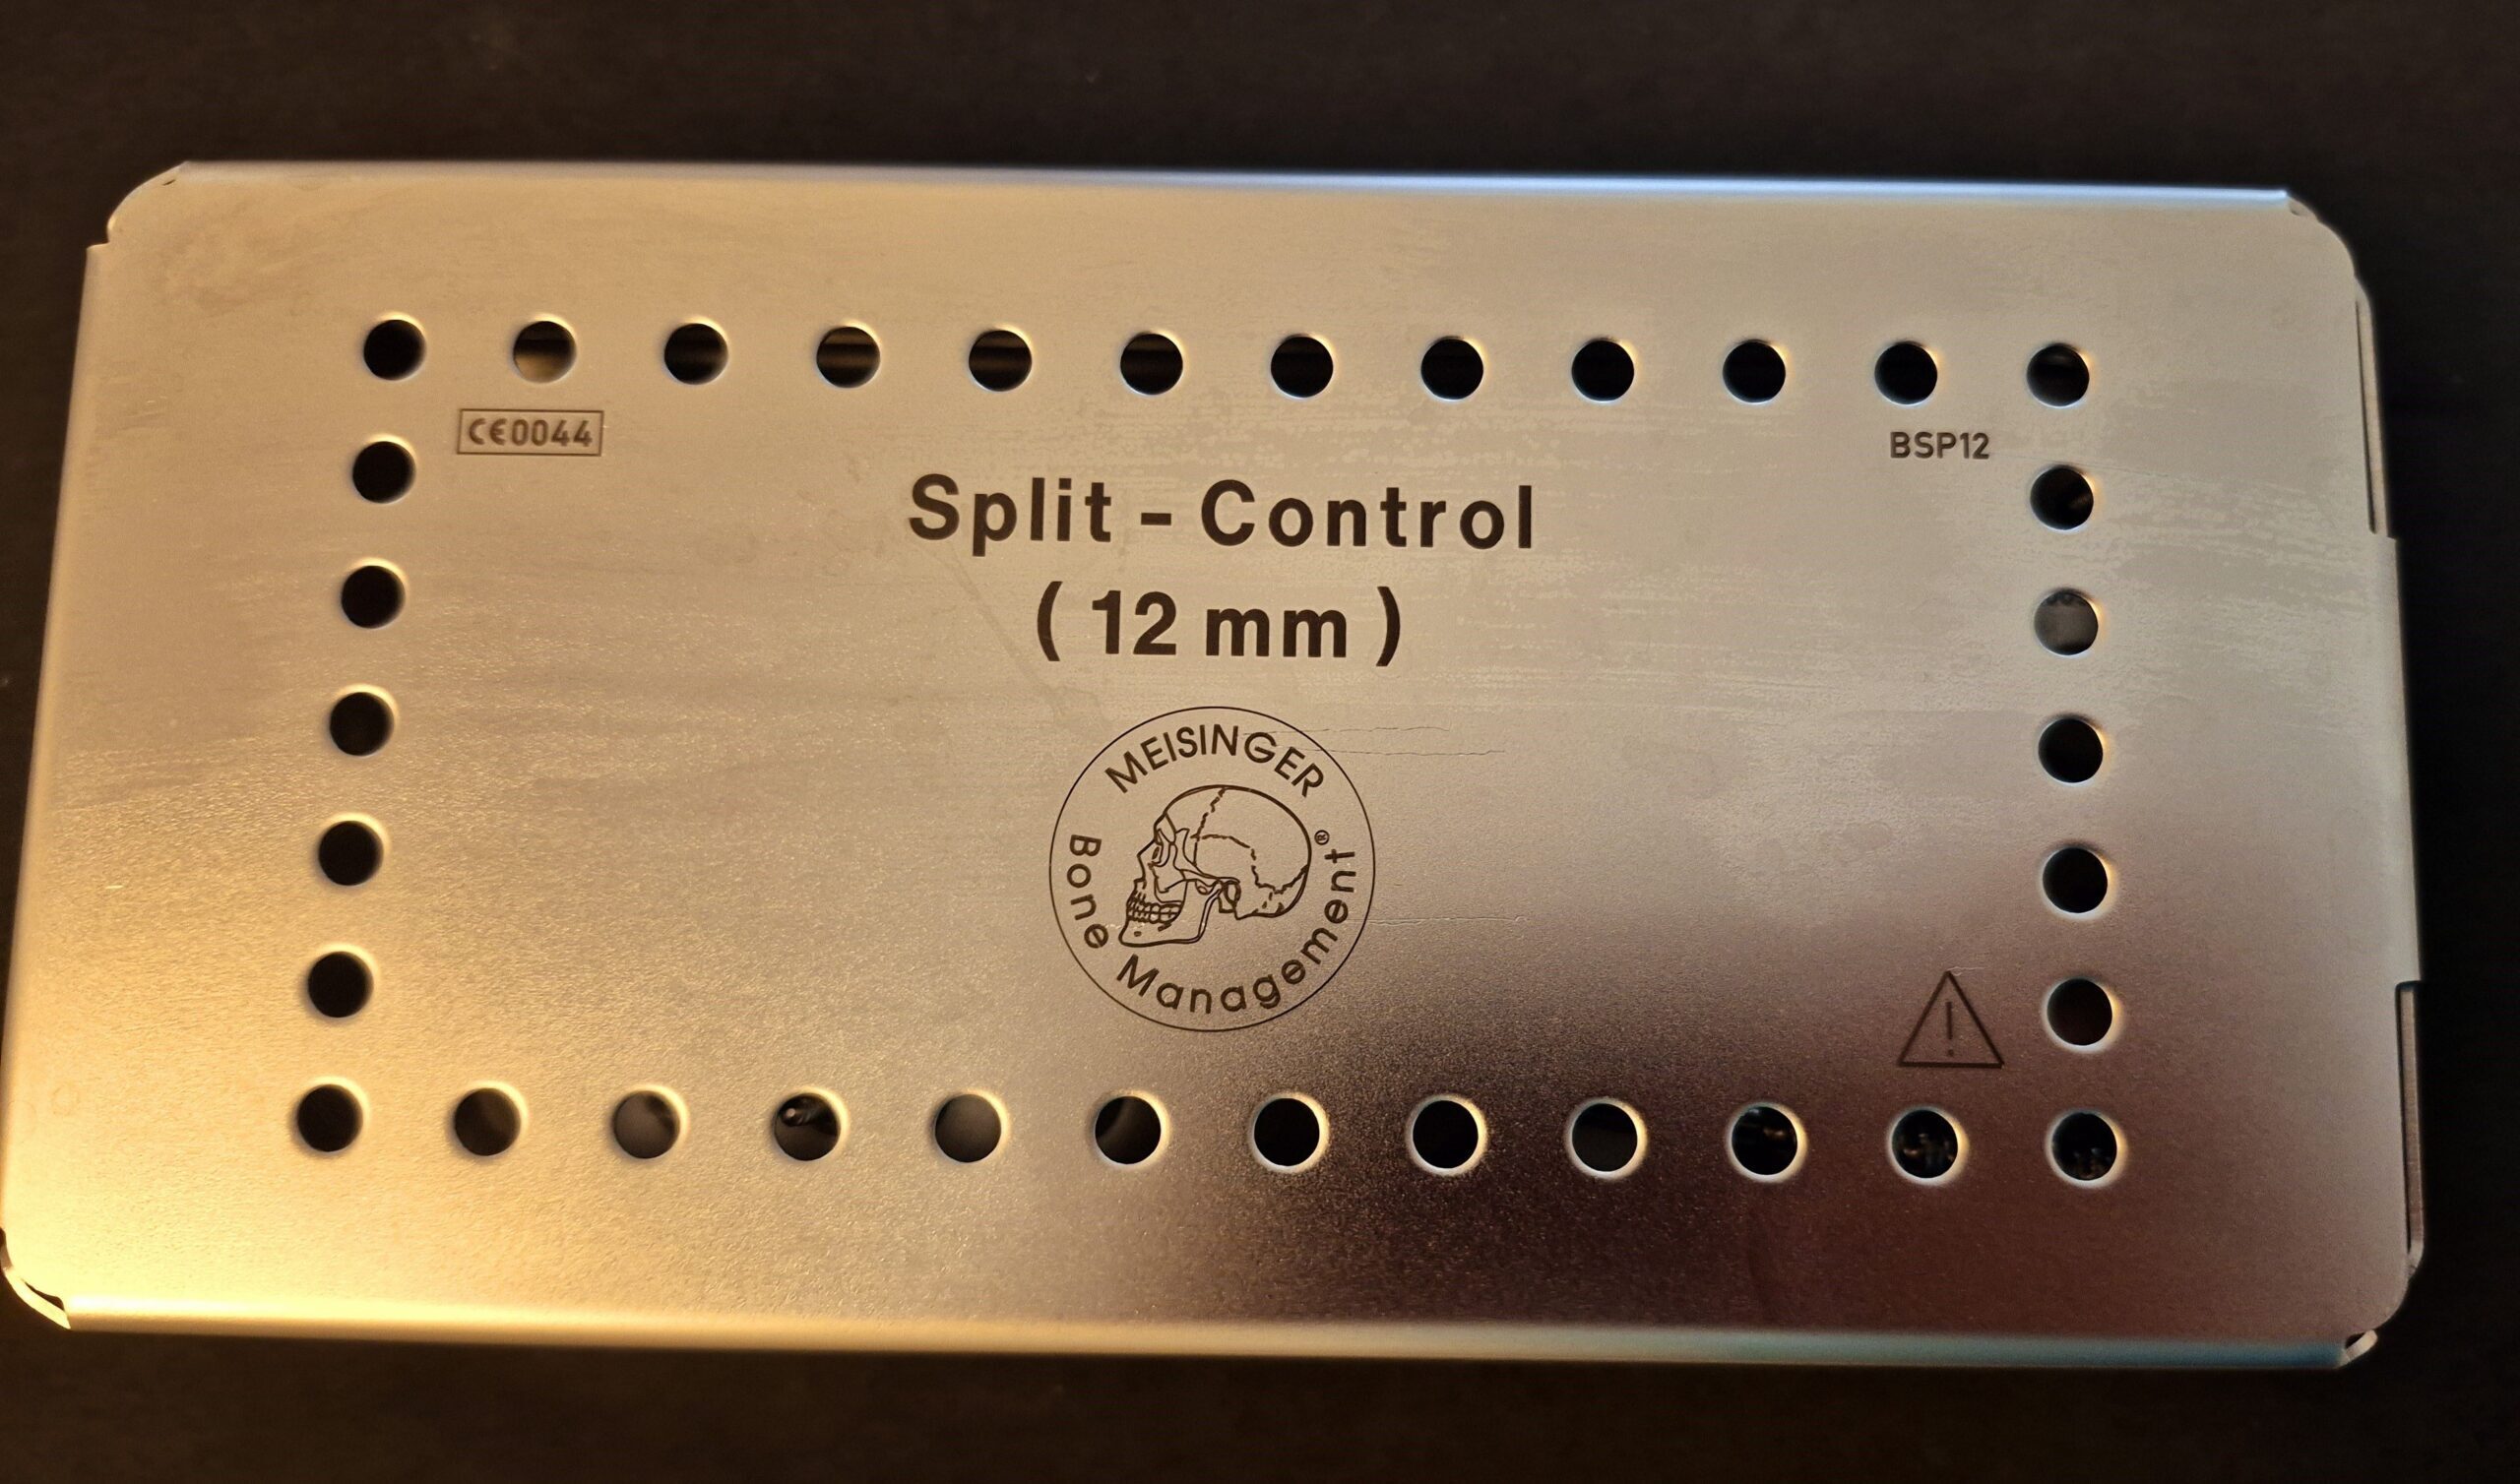 CE0044
BSP12
Split - Control
( 12 mm )
MEISINGER
Bone Management®